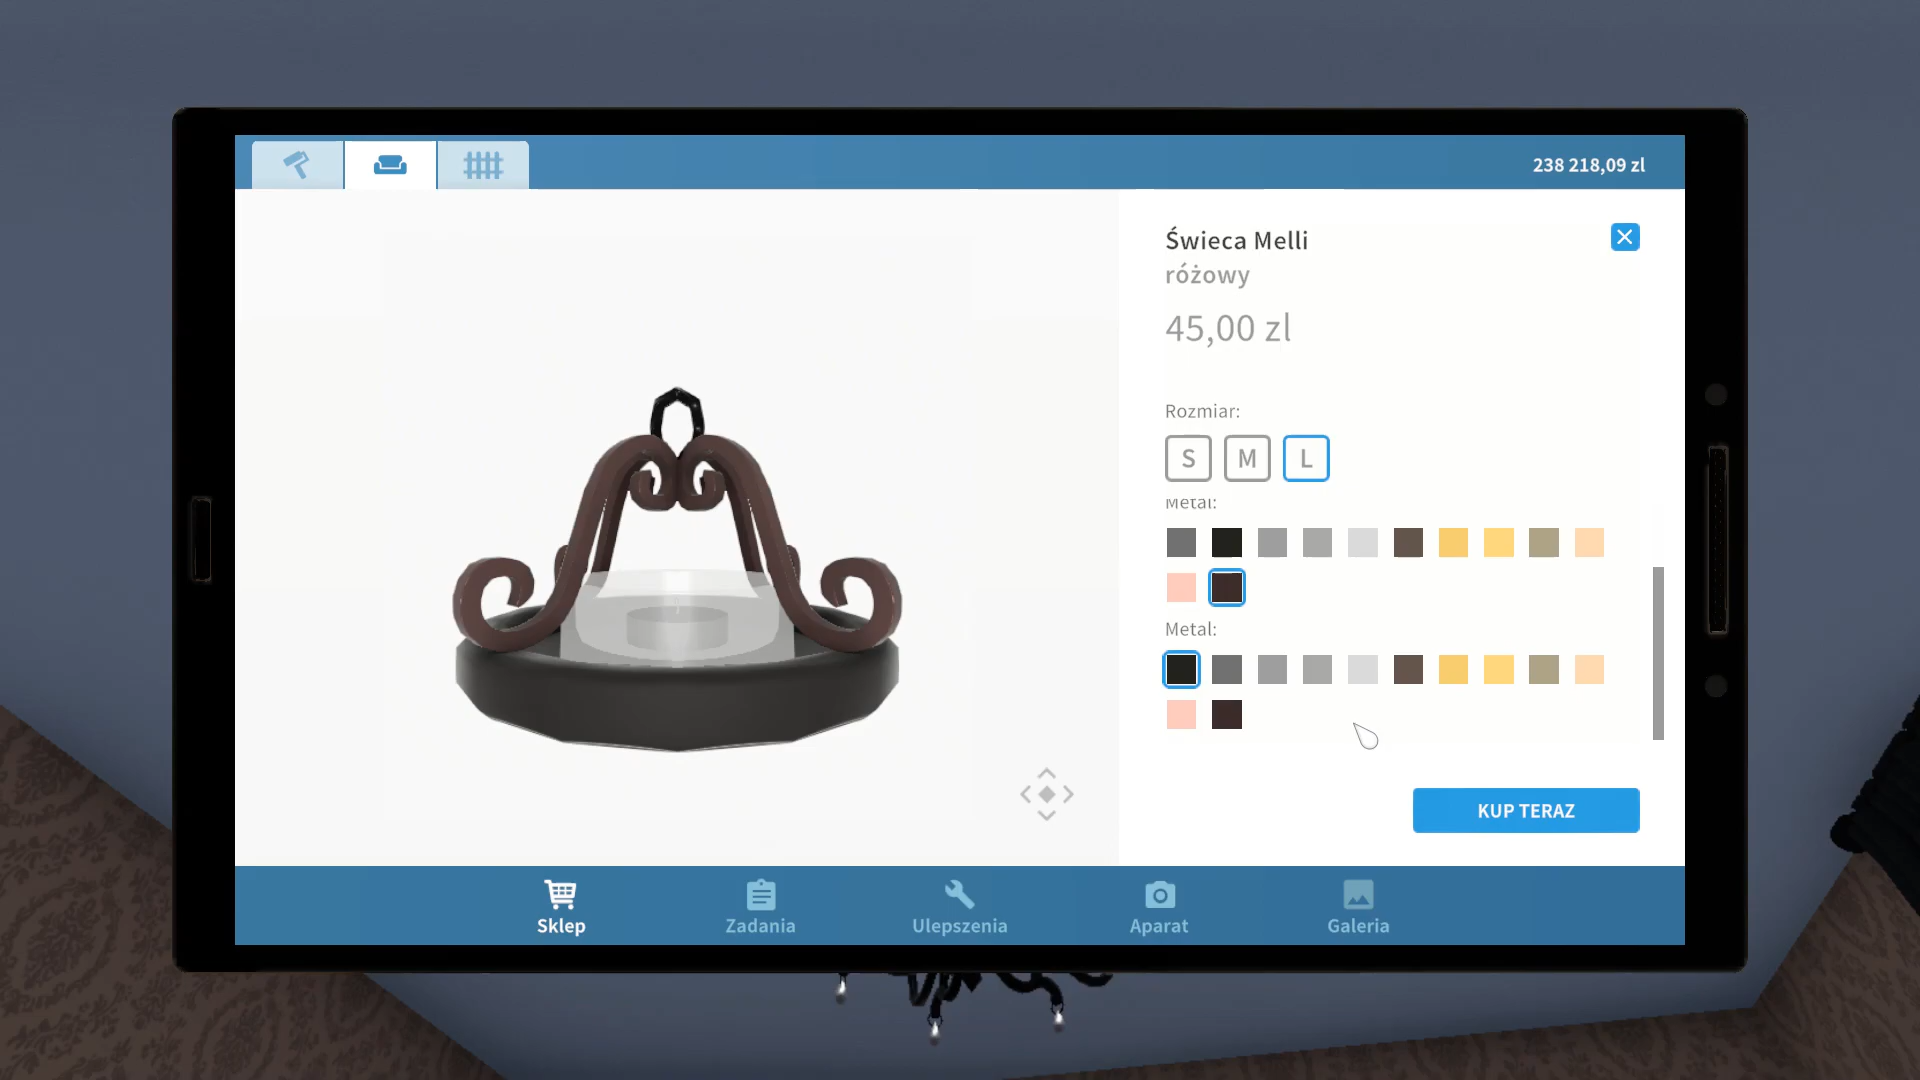 238 218,09 zl
Świeca Melli
różowy
45,00 zl
Rozmiar:
S M L
Metal:
Metal:
KUP TERAZ
Sklep Zadania Ulepszenia Aparat Galeria